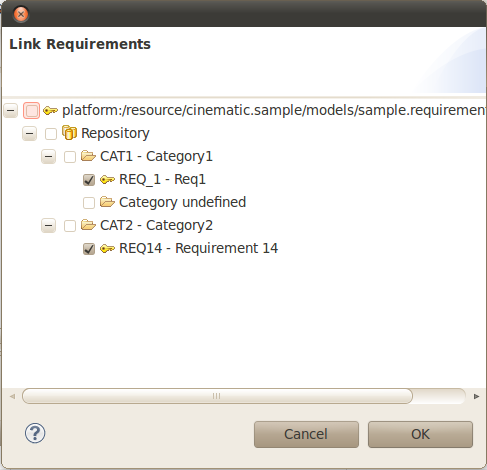 Link Requirements
platform:/resource/cinematic.sample/models/sample.requirement
Repository
CAT1 - Category1
REQ_1 - Req1
Category undefined
CAT2 - Category2
REQ14 - Requirement 14
?
Cancel
OK